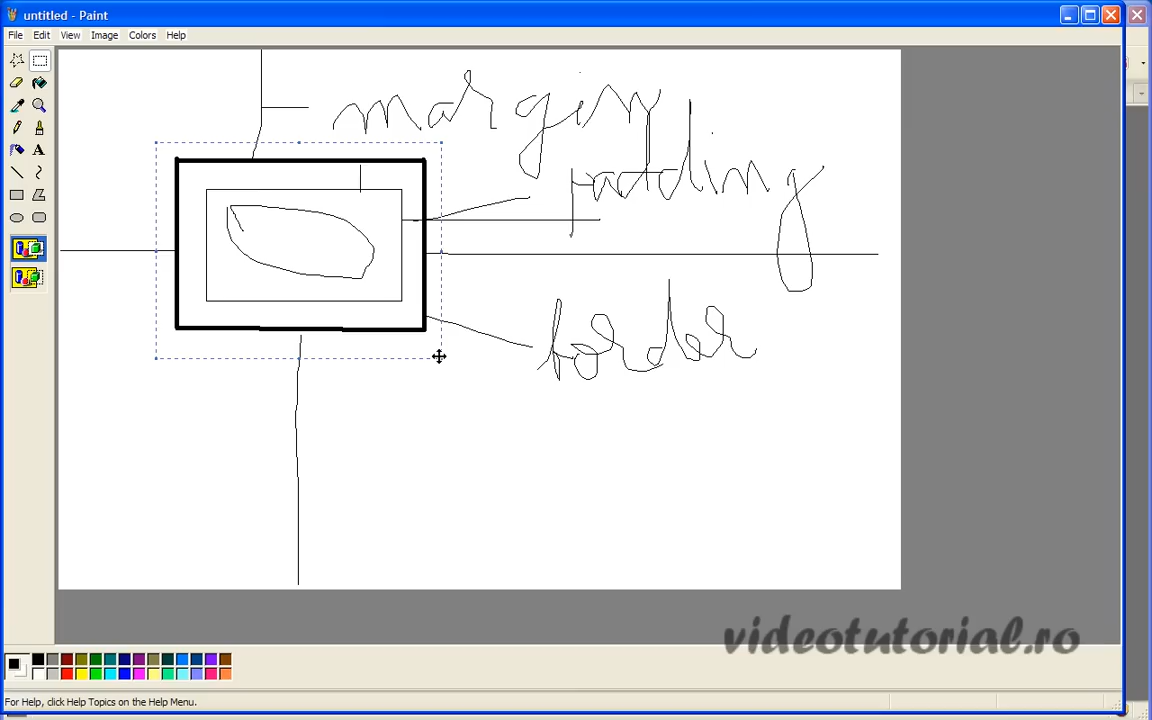 untitled - Paint
File Edit View Image Colors Help
margin
padding
border
videotutorial.ro
For Help, click Help Topics on the Help Menu.